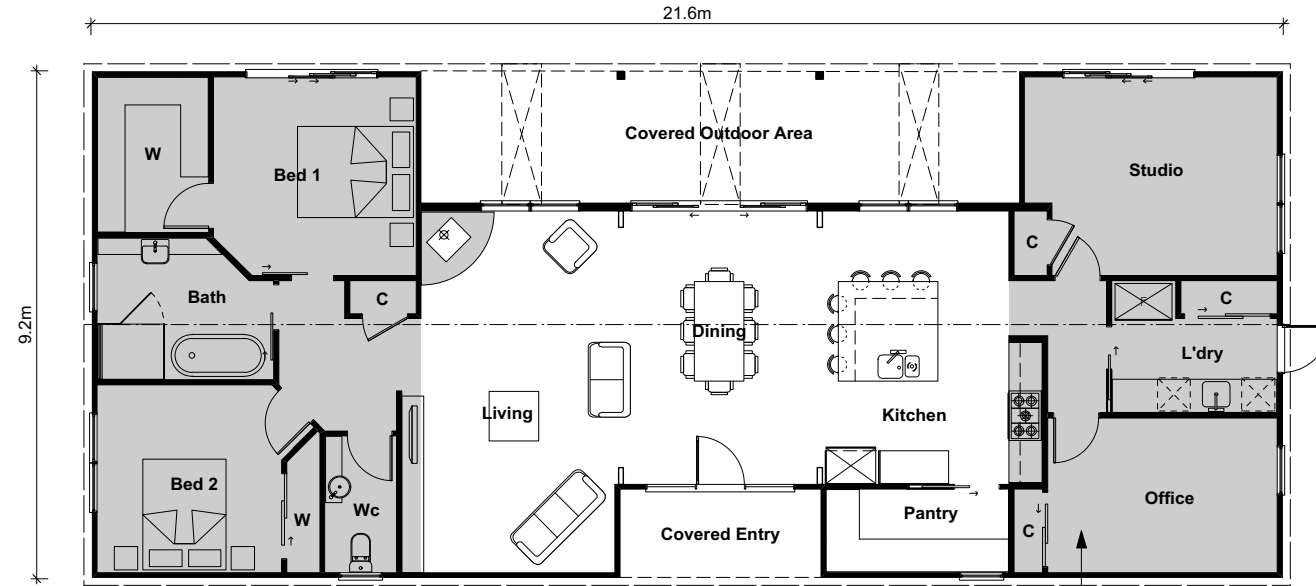 21.6m
9.2m
Covered Outdoor Area
W
Bed 1
Studio
C
Bath
C
C
Dining
L'dry
Living
Kitchen
Bed 2
W
Wc
Covered Entry
Pantry
C
Office